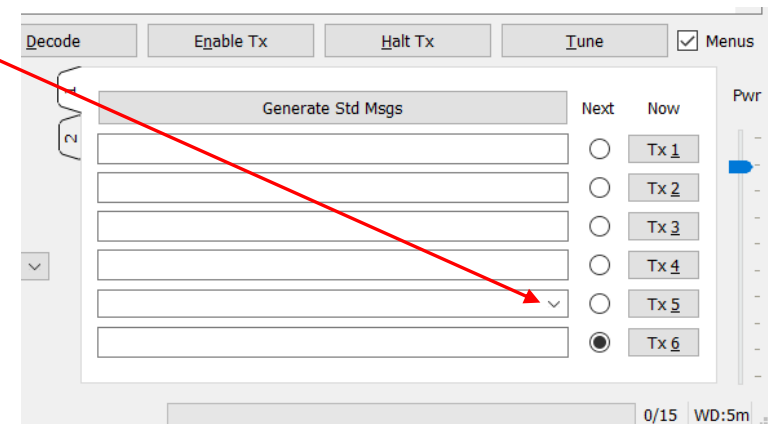 Decode Enable Tx Halt Tx Tune Menus
1 Generate Std Msgs Next Now Pwr
2 Tx 1
Tx 2
Tx 3
Tx 4
Tx 5
Tx 6
0/15 WD:5m